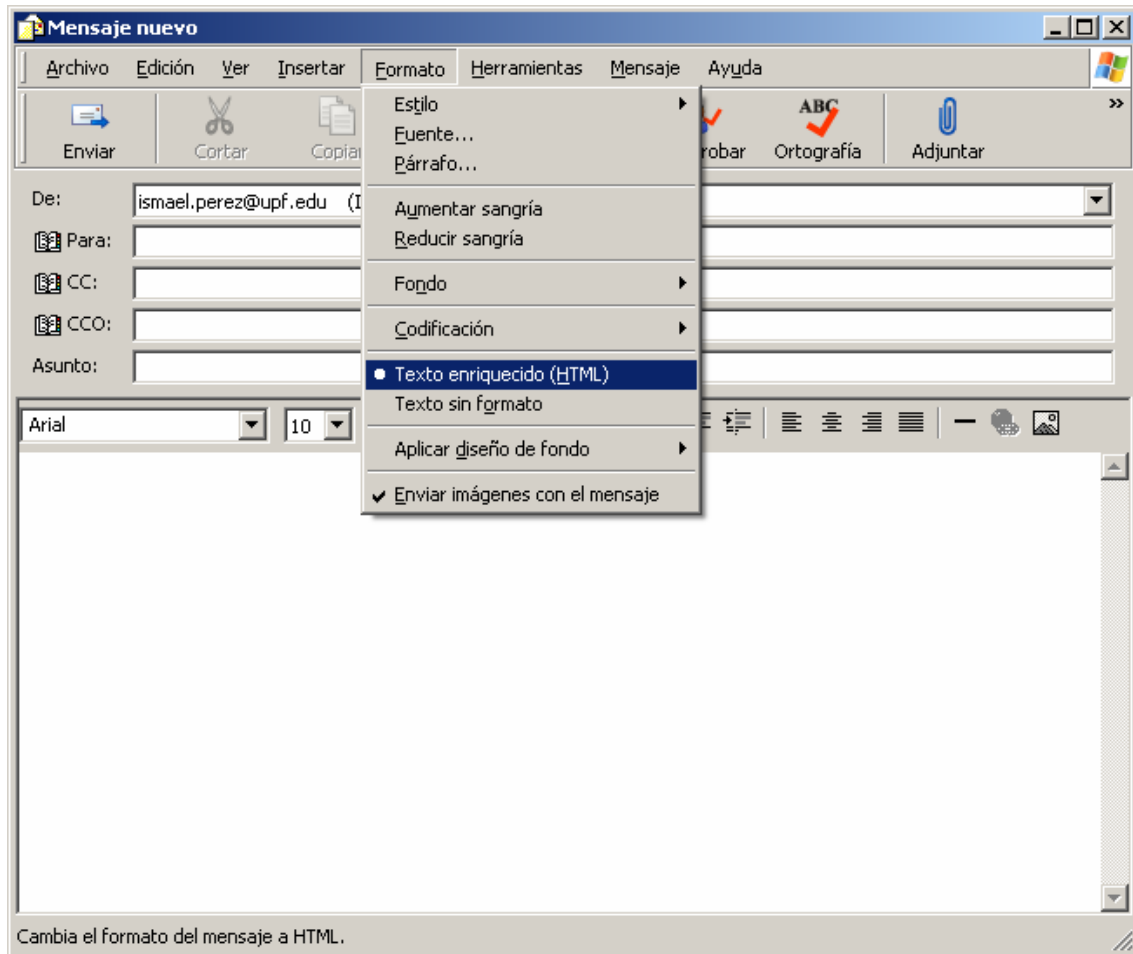 Mensaje nuevo
Archivo Edición Ver Insertar Formato Herramientas Mensaje Ayuda
Enviar Cortar Copiar robar ABC Ortografía Adjuntar »
Estilo
Fuente...
Párrafo...
Aumentar sangría
Reducir sangría
Fondo
Codificación
Texto enriquecido (HTML)
Texto sin formato
Aplicar diseño de fondo
Enviar imágenes con el mensaje
De: ismael.perez@upf.edu (I
Para:
CC:
CCO:
Asunto:
Arial 10
Cambia el formato del mensaje a HTML.